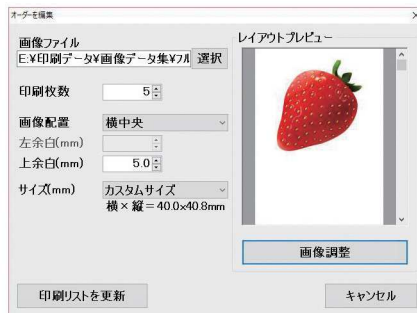 オーダーを編集
画像ファイル
E:¥印刷データ¥画像データ集¥フル
選択
印刷枚数
5
画像配置
横中央
左余白(mm)
上余白(mm)
5.0
サイズ(mm)
カスタムサイズ
横×縦=40.0x40.8mm
レイアウトプレビュー
画像調整
印刷リストを更新
キャンセル